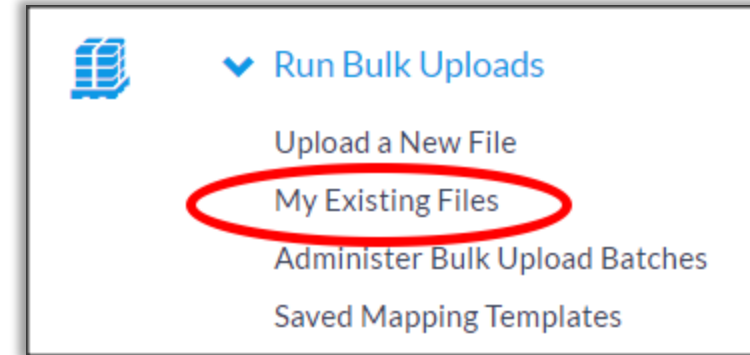 Run Bulk Uploads
Upload a New File
My Existing Files
Administer Bulk Upload Batches
Saved Mapping Templates